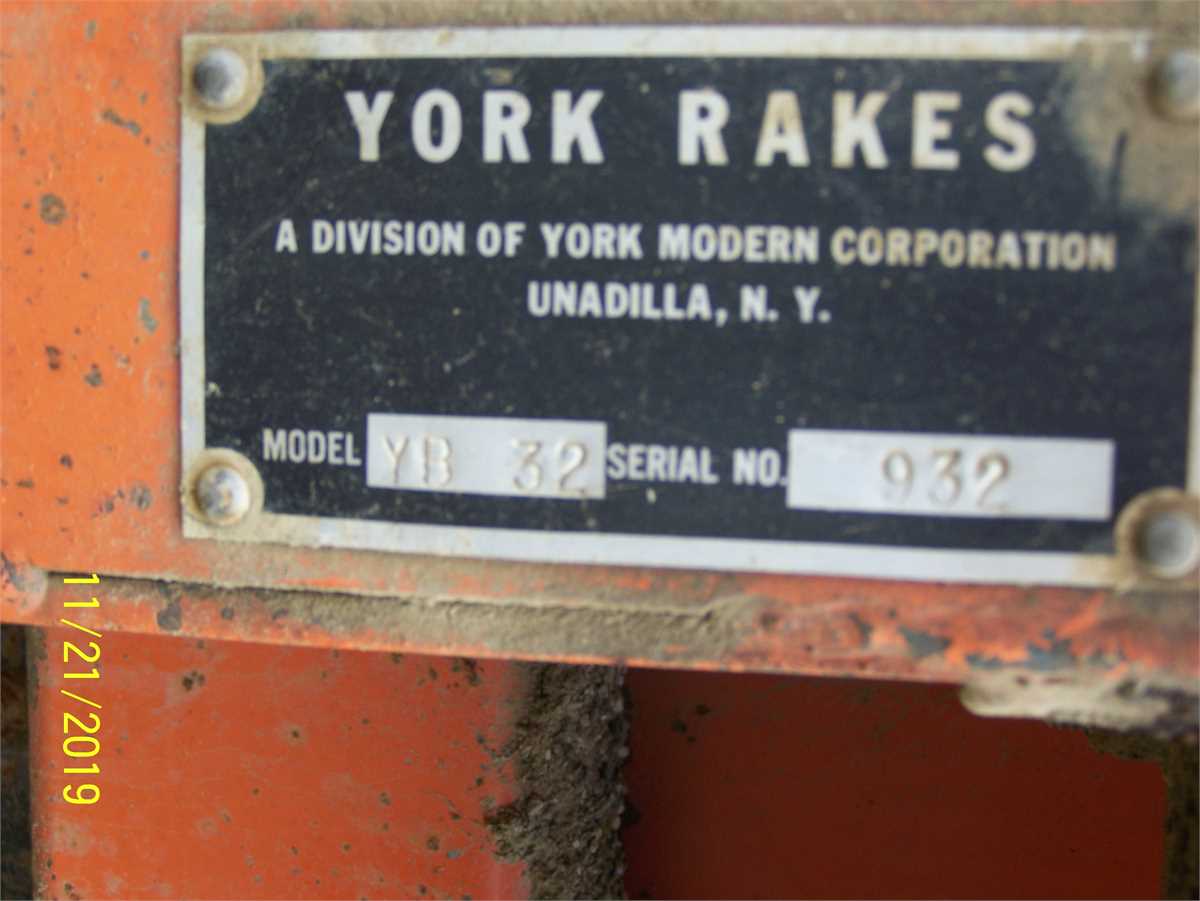 YORK RAKES
A DIVISION OF YORK MODERN CORPORATION
UNADILLA, N. Y.
MODEL YB 32 SERIAL NO. 932
11/21/2019